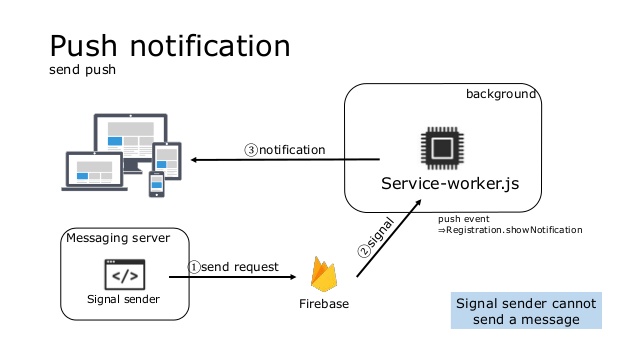 Push notification
send push
background
③notification
Service-worker.js
push event
⇒Registration.showNotification
②signal
Messaging server
</>
①send request
Signal sender
Firebase
Signal sender cannot
send a message